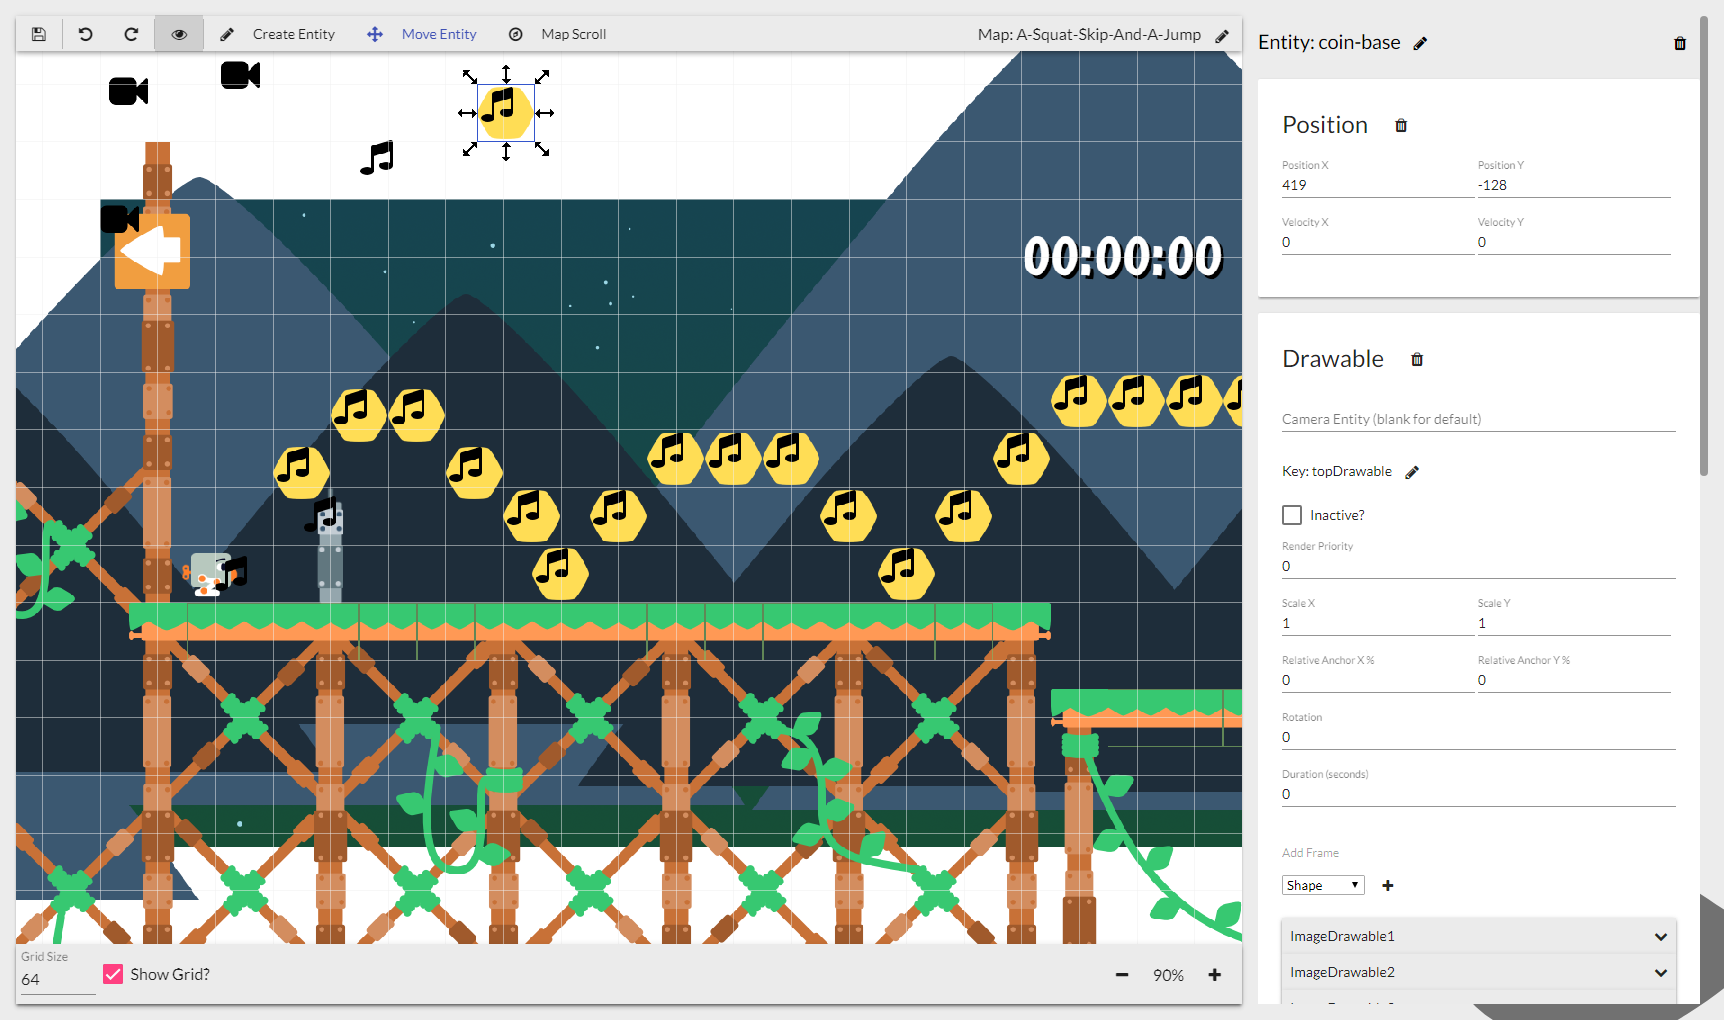 Create Entity
Move Entity
Map Scroll
Map: A-Squat-Skip-And-A-Jump
00:00:00
Grid Size
64
Show Grid?
90%
Entity: coin-base
Position
Position X
Position Y
419
-128
Velocity X
Velocity Y
0
0
Drawable
Camera Entity (blank for default)
Key: topDrawable
Inactive?
Render Priority
0
Scale X
Scale Y
1
1
Relative Anchor X %
Relative Anchor Y %
0
0
Rotation
0
Duration (seconds)
0
Add Frame
Shape
ImageDrawable1
ImageDrawable2